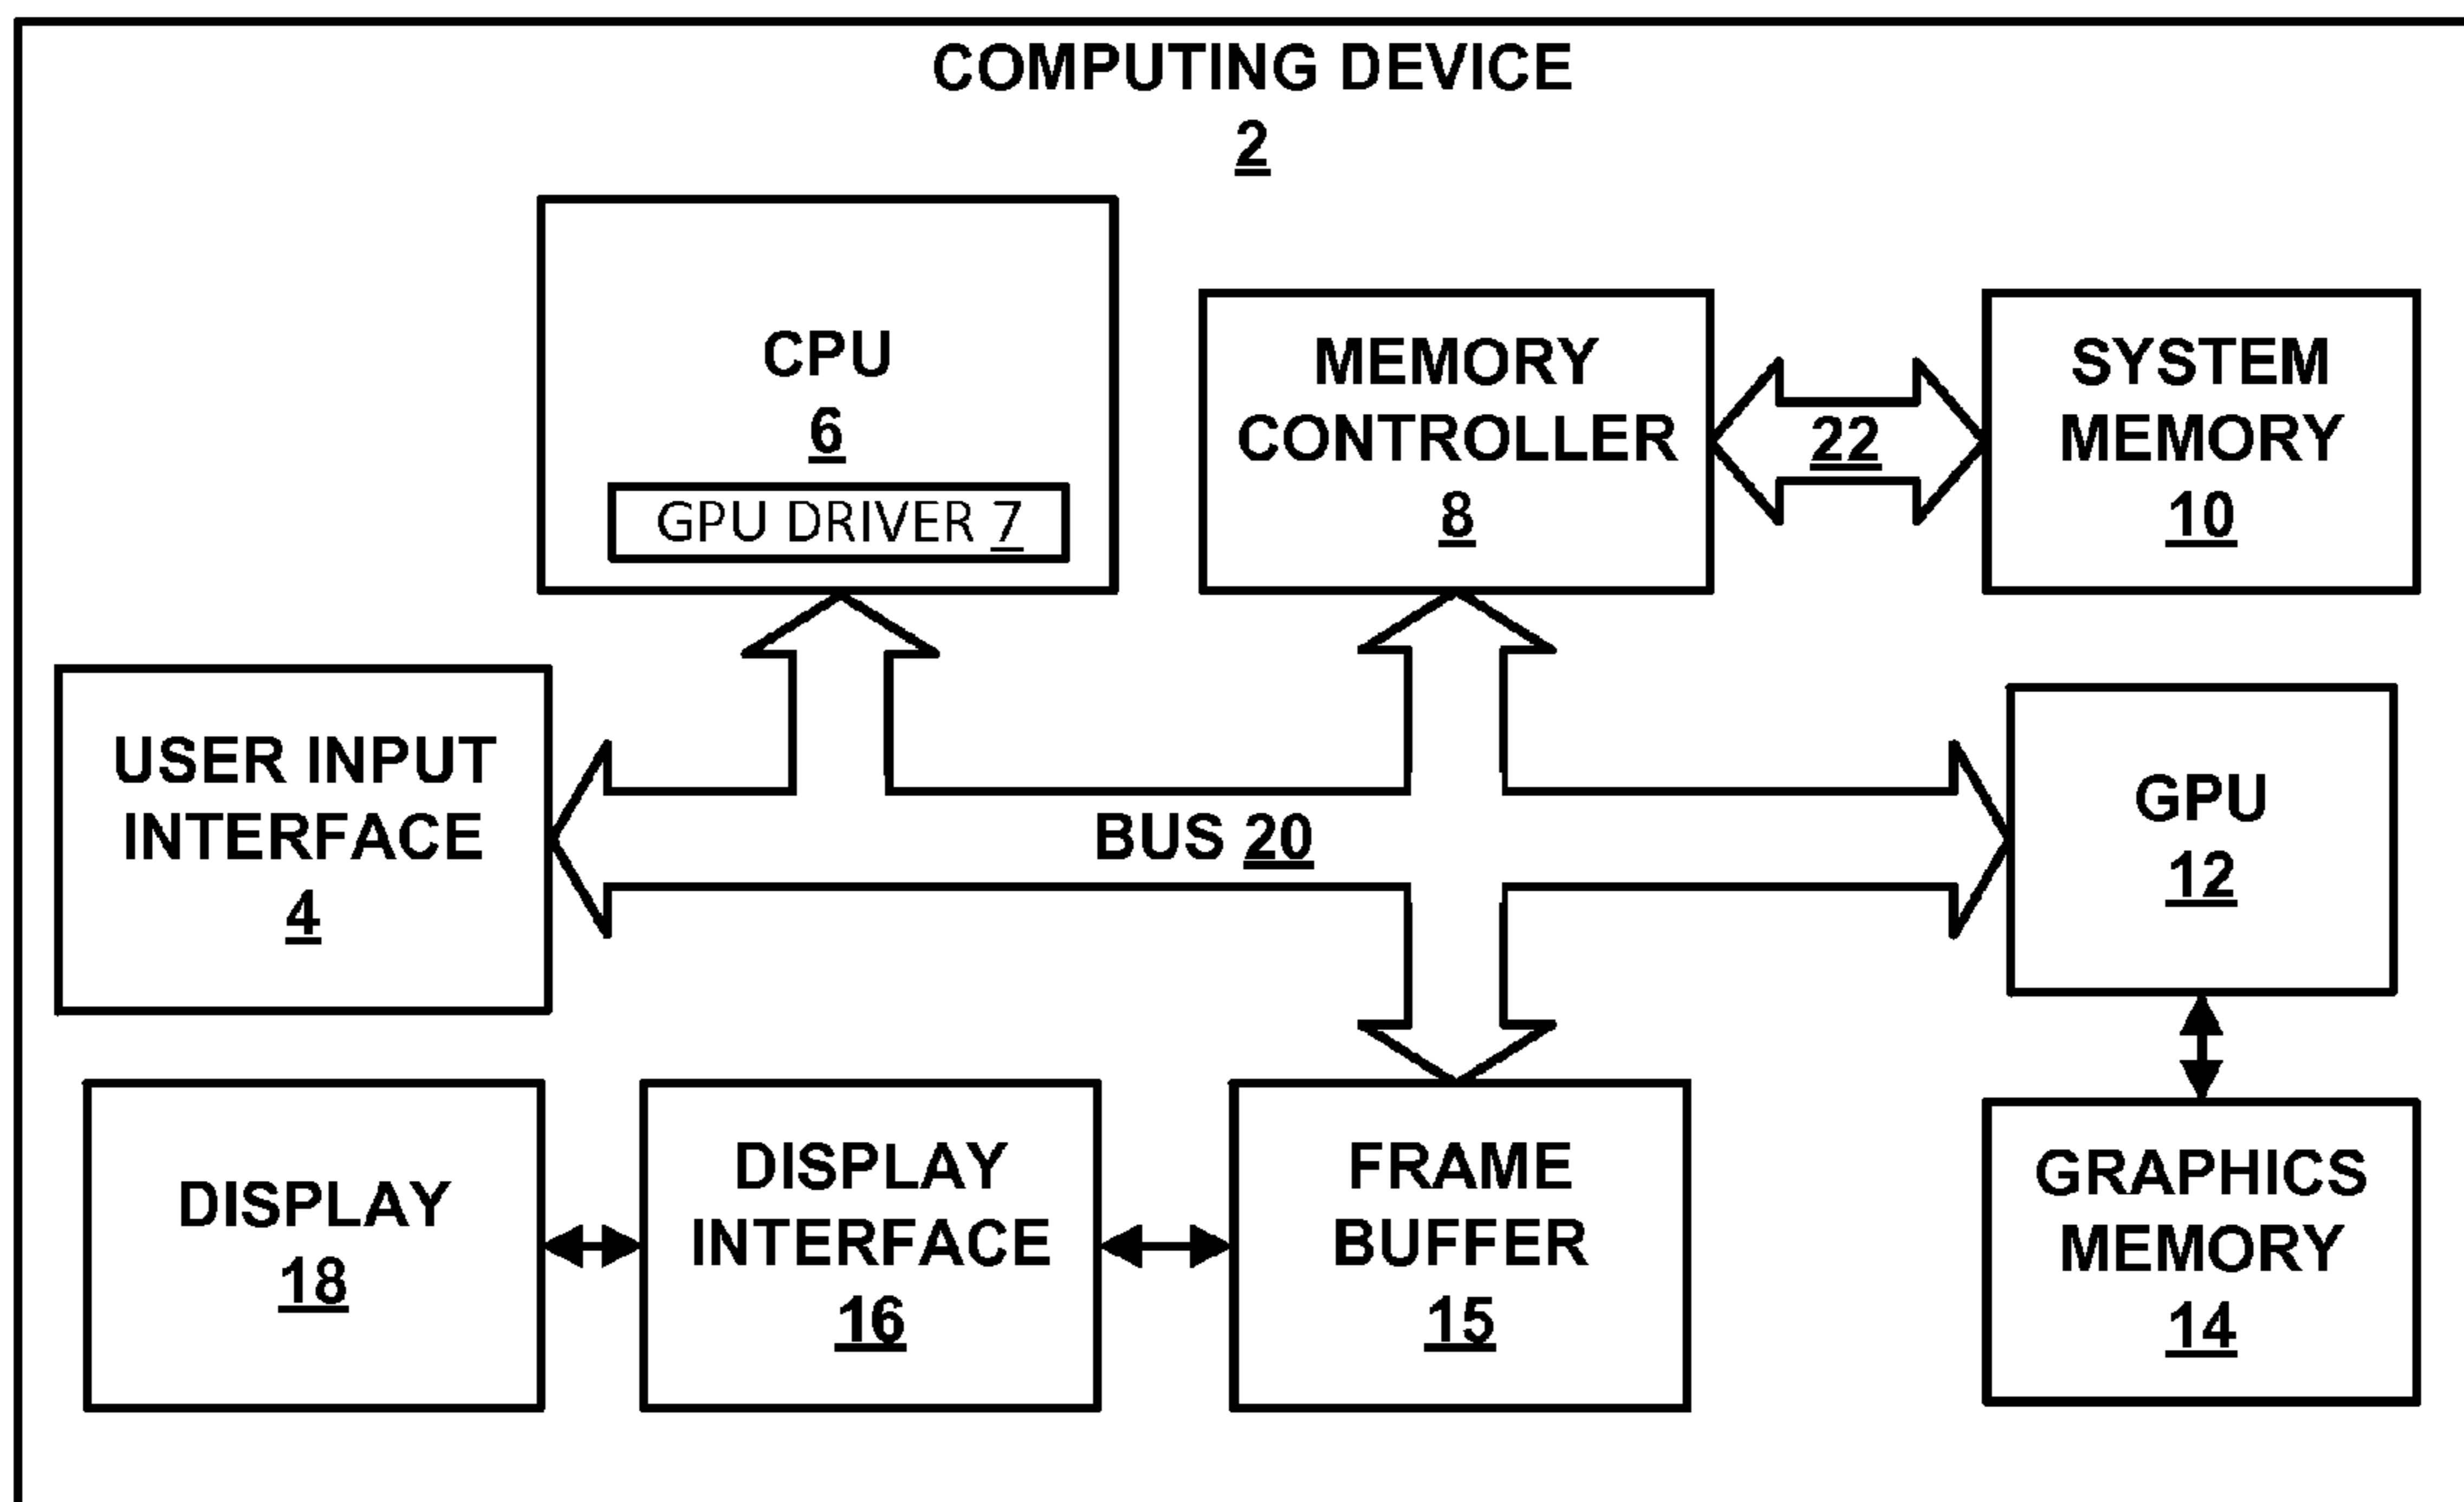 COMPUTING DEVICE
2
CPU
6
GPU DRIVER 7
MEMORY
CONTROLLER
8
22
SYSTEM
MEMORY
10
USER INPUT
INTERFACE
4
BUS 20
GPU
12
DISPLAY
18
DISPLAY
INTERFACE
16
FRAME
BUFFER
15
GRAPHICS
MEMORY
14